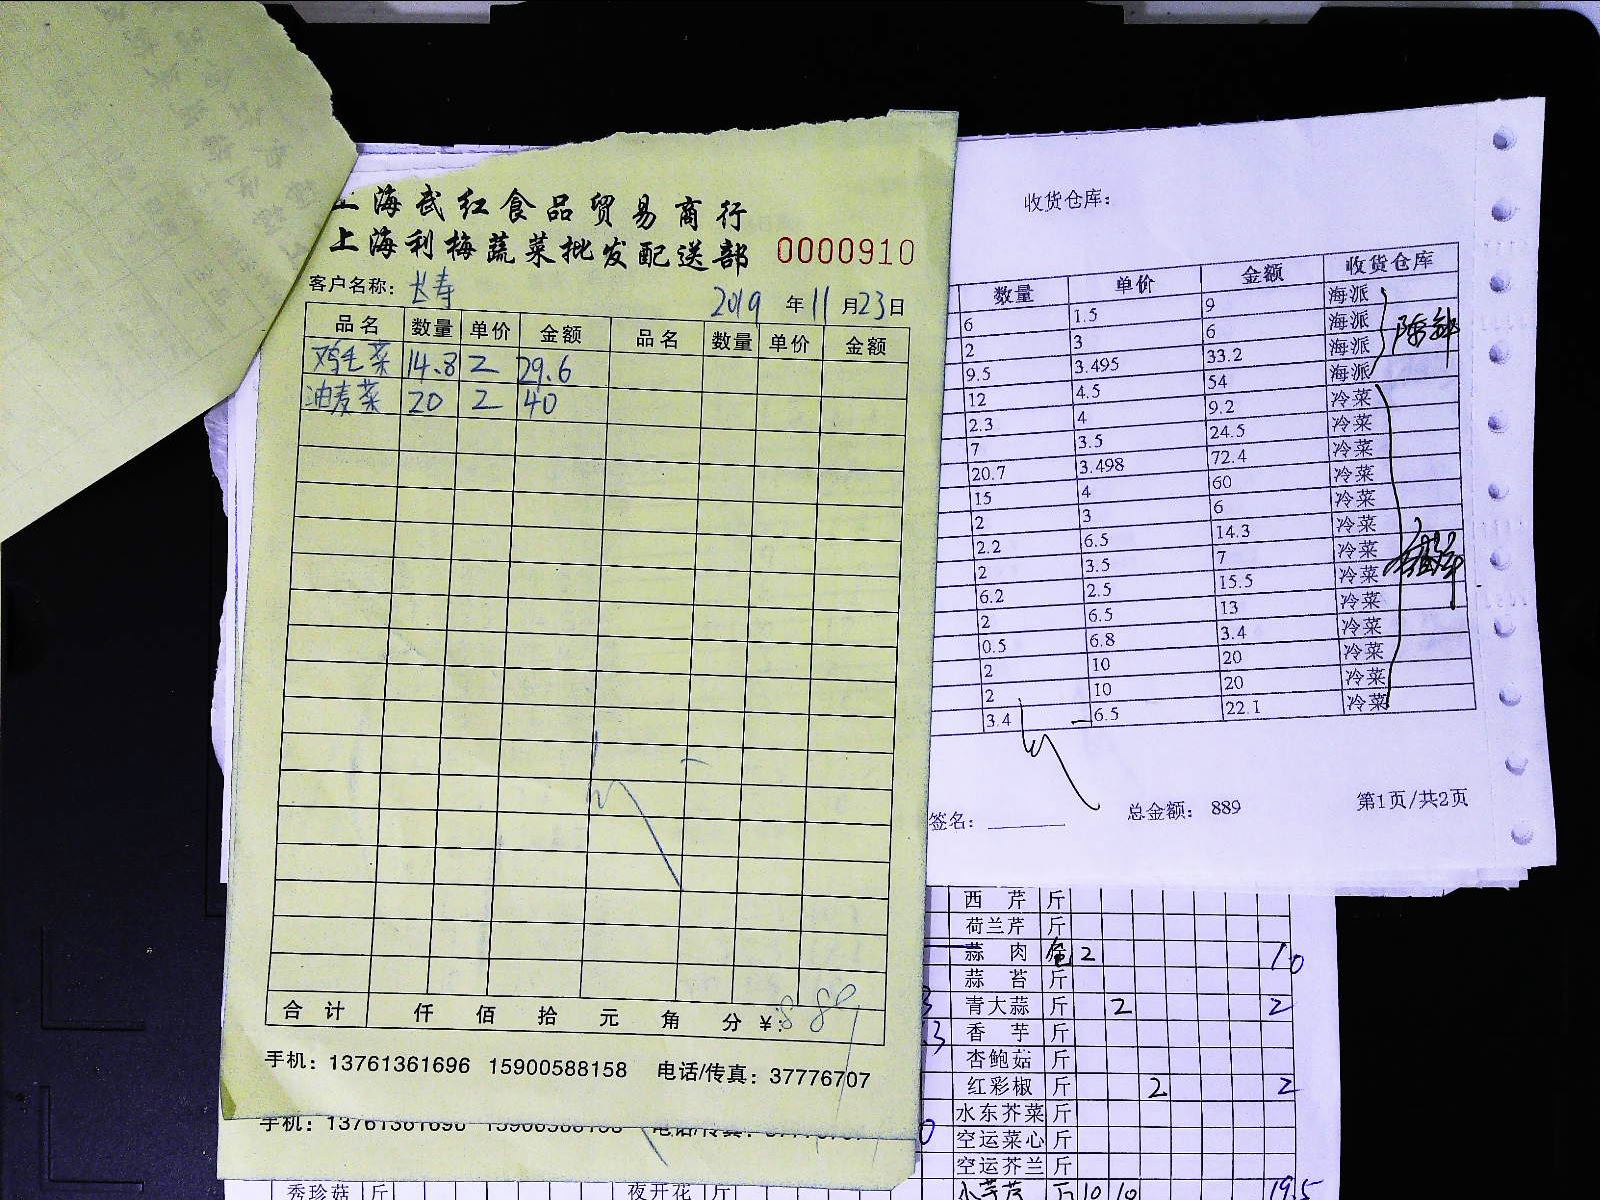 上海武红食品贸易商行
上海利梅蔬菜批发配送部 0000910
客户名称: 长寿 2019 年 11 月 23 日
品名 数量 单价 金额 品名 数量 单价 金额
鸡毛菜 14.8 2 29.6
油麦菜 20 2 40
合计 仟 佰 拾 元 角 分 ¥: 889
手机: 13761361696 15900588158 电话/传真: 37776707
手机: 13761361696 15900588158
秀珍菇 斤 夜开花 斤
收货仓库:
数量 单价 金额 收货仓库
6 1.5 9 海派
2 3 6 海派
9.5 3.495 33.2 海派
12 4.5 54 海派
2.3 4 9.2 冷菜
7 3.5 24.5 冷菜
20.7 3.498 72.4 冷菜
15 4 60 冷菜
2 3 6 冷菜
2.2 6.5 14.3 冷菜
2 3.5 7 冷菜
6.2 2.5 15.5 冷菜
2 6.5 13 冷菜
0.5 6.8 3.4 冷菜
2 10 20 冷菜
2 10 20 冷菜
3.4 6.5 22.1 冷菜
签名: 总金额: 889 第1页/共2页
西芹 斤
荷兰芹 斤
蒜肉 包 2 10
蒜苔 斤
青大蒜 斤 2 2
香芋 斤
杏鲍菇 斤
红彩椒 斤 2 2
水东芥菜 斤
空运菜心 斤
空运芥兰 斤
小芋艿 斤 10 10 19.5